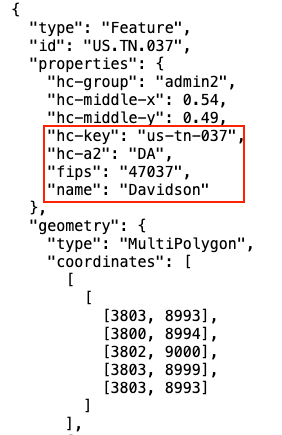 {
"type": "Feature",
"id": "US.TN.037",
"properties": {
"hc-group": "admin2",
"hc-middle-x": 0.54,
"hc-middle-y": 0.49,
"hc-key": "us-tn-037",
"hc-a2": "DA",
"fips": "47037",
"name": "Davidson"
},
"geometry": {
"type": "MultiPolygon",
"coordinates": [
[
[
[3803, 8993],
[3800, 8994],
[3802, 9000],
[3803, 8999],
[3803, 8993]
]
],